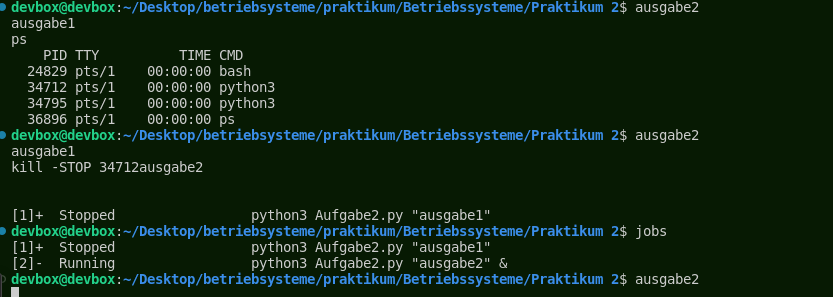 devbox@devbox:~/Desktop/betriebsysteme/praktikum/Betriebssysteme/Praktikum 2$ ausgabe2
ausgabe1
ps
    PID TTY          TIME CMD
  24829 pts/1    00:00:00 bash
  34712 pts/1    00:00:00 python3
  34795 pts/1    00:00:00 python3
  36896 pts/1    00:00:00 ps
devbox@devbox:~/Desktop/betriebsysteme/praktikum/Betriebssysteme/Praktikum 2$ ausgabe2
ausgabe1
kill -STOP 34712ausgabe2
[1]+  Stopped                 python3 Aufgabe2.py "ausgabe1"
devbox@devbox:~/Desktop/betriebsysteme/praktikum/Betriebssysteme/Praktikum 2$ jobs
[1]+  Stopped                 python3 Aufgabe2.py "ausgabe1"
[2]-  Running                 python3 Aufgabe2.py "ausgabe2" &
devbox@devbox:~/Desktop/betriebsysteme/praktikum/Betriebssysteme/Praktikum 2$ ausgabe2